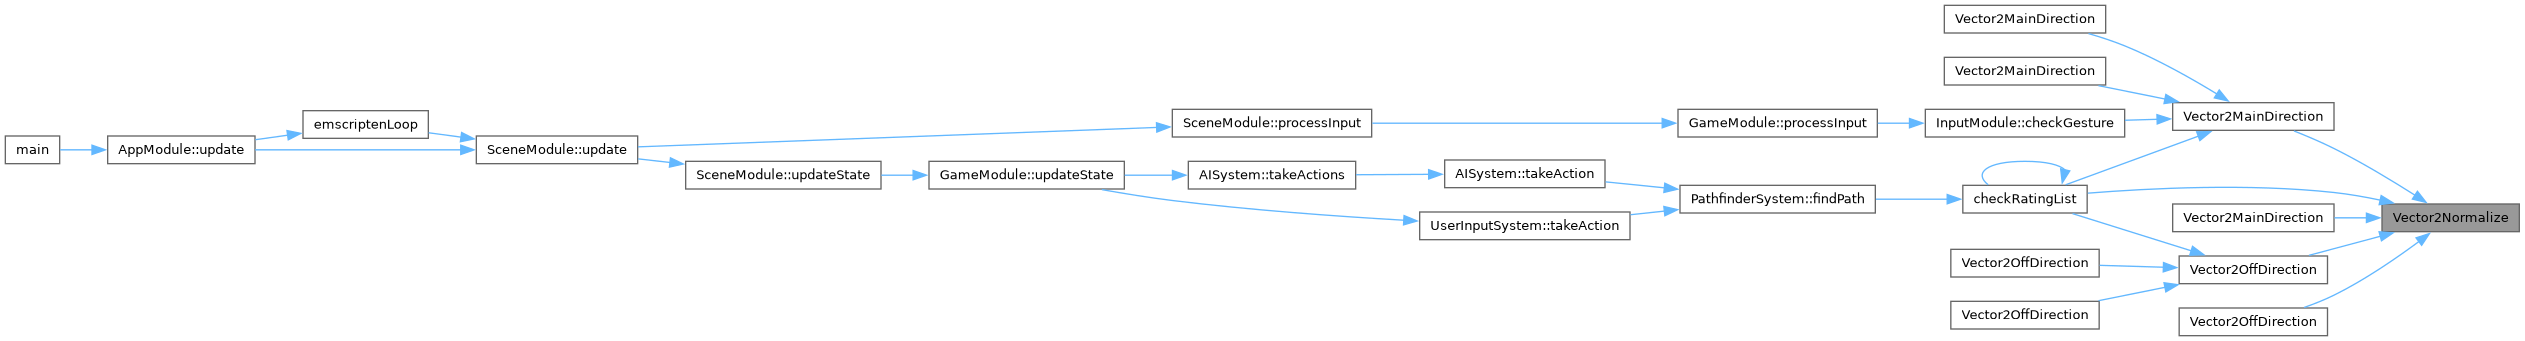 main
AppModule::update
emscriptenLoop
SceneModule::update
SceneModule::processInput
SceneModule::updateState
GameModule::updateState
AISystem::takeActions
AISystem::takeAction
UserInputSystem::takeAction
GameModule::processInput
PathfinderSystem::findPath
Vector2MainDirection
Vector2MainDirection
InputModule::checkGesture
checkRatingList
Vector2OffDirection
Vector2OffDirection
Vector2MainDirection
Vector2MainDirection
Vector2OffDirection
Vector2OffDirection
Vector2Normalize